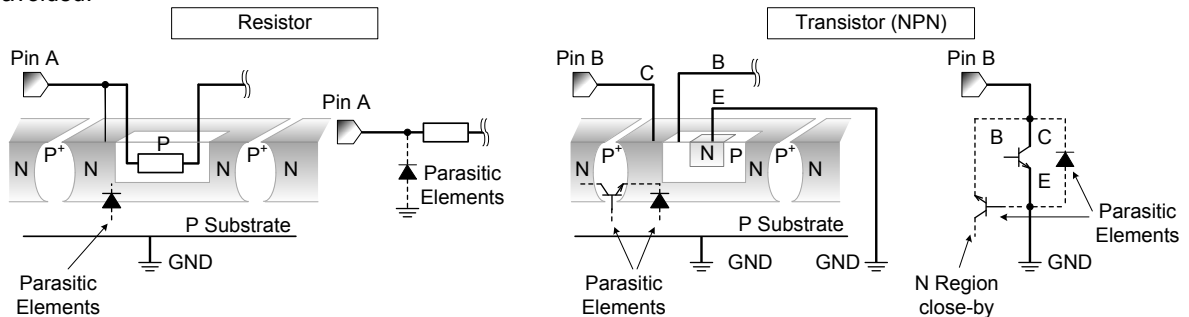 avoided.
Resistor
Transistor (NPN)
Pin A
Pin A
N P+ N P N P+ N
Parasitic
Elements
P Substrate
GND
Parasitic
Elements
Pin B
C
B
E
N P+ N N P P+ N
P Substrate
GND
GND
Parasitic
Elements
Pin B
B C
E
Parasitic
Elements
GND
N Region
close-by